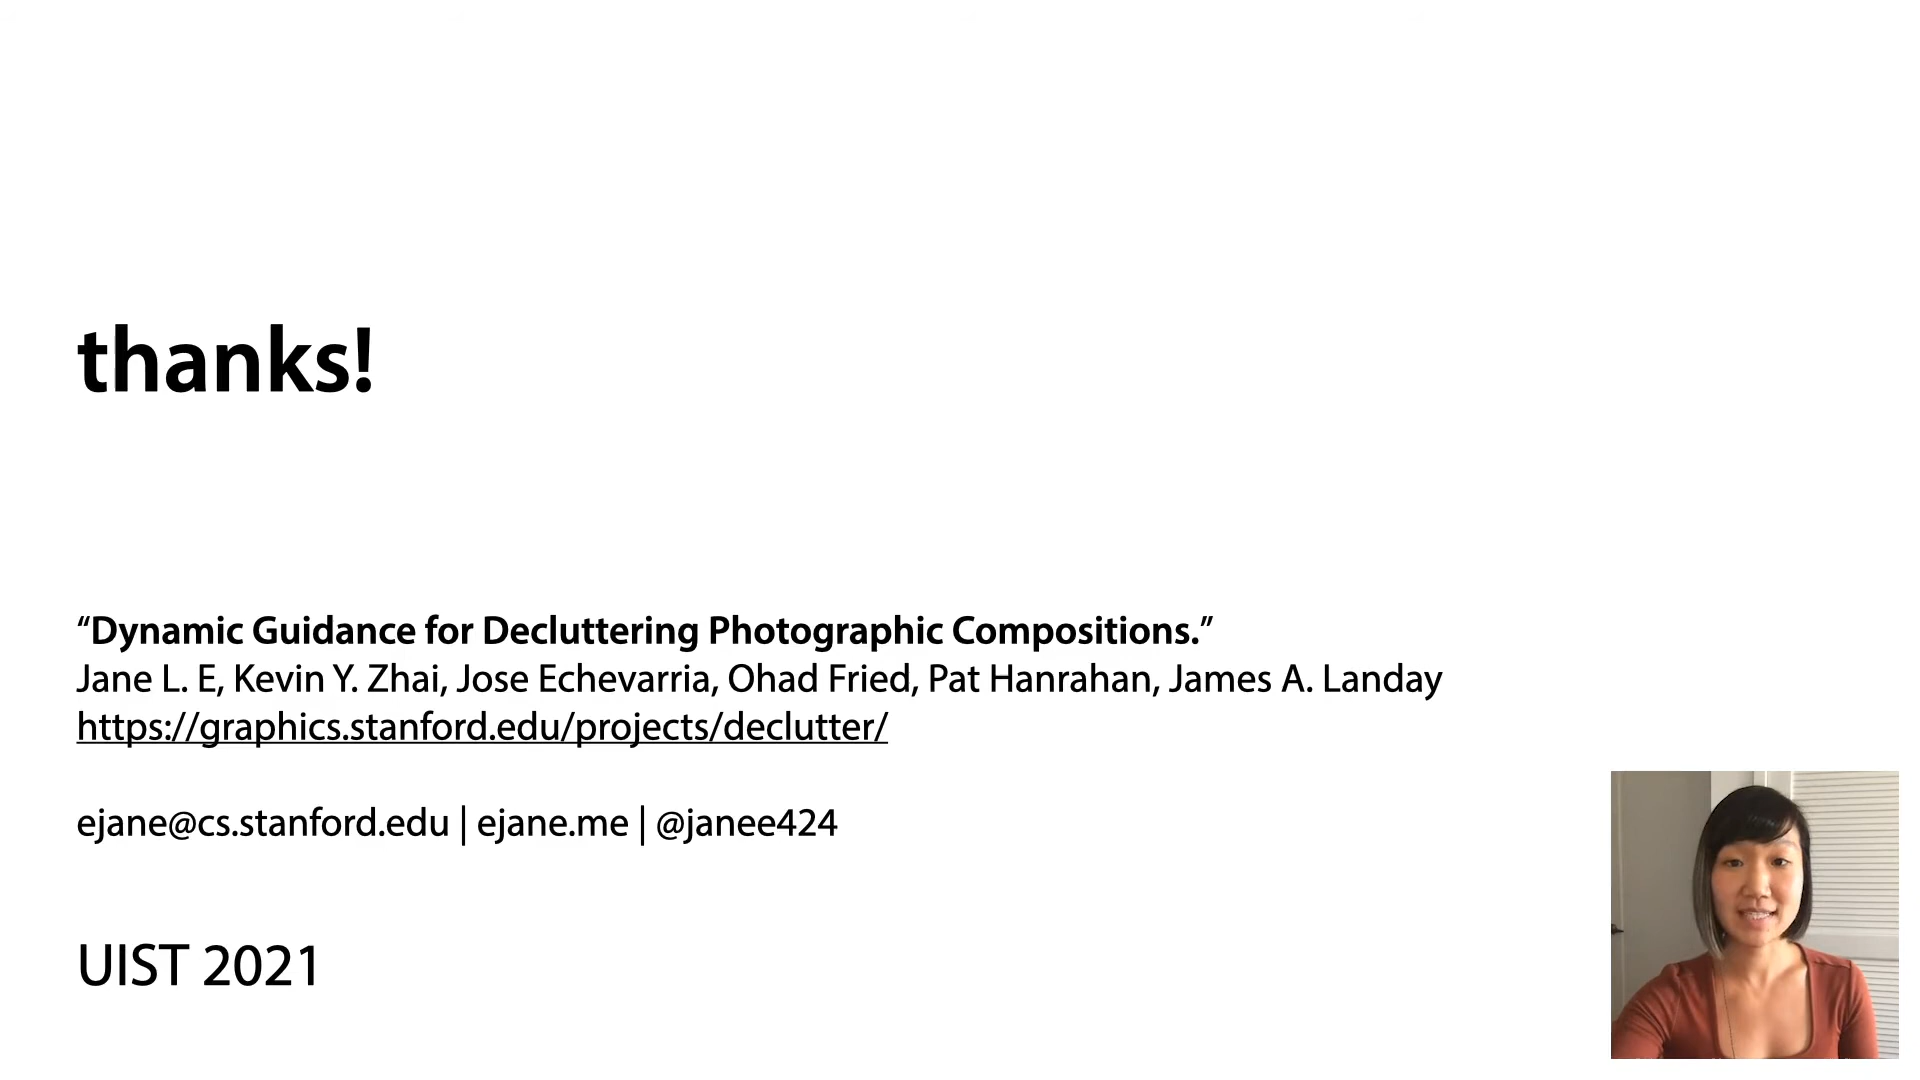 thanks!
“Dynamic Guidance for Decluttering Photographic Compositions.”
Jane L. E, Kevin Y. Zhai, Jose Echevarria, Ohad Fried, Pat Hanrahan, James A. Landay
https://graphics.stanford.edu/projects/declutter/
ejane@cs.stanford.edu | ejane.me | @janee424
UIST 2021